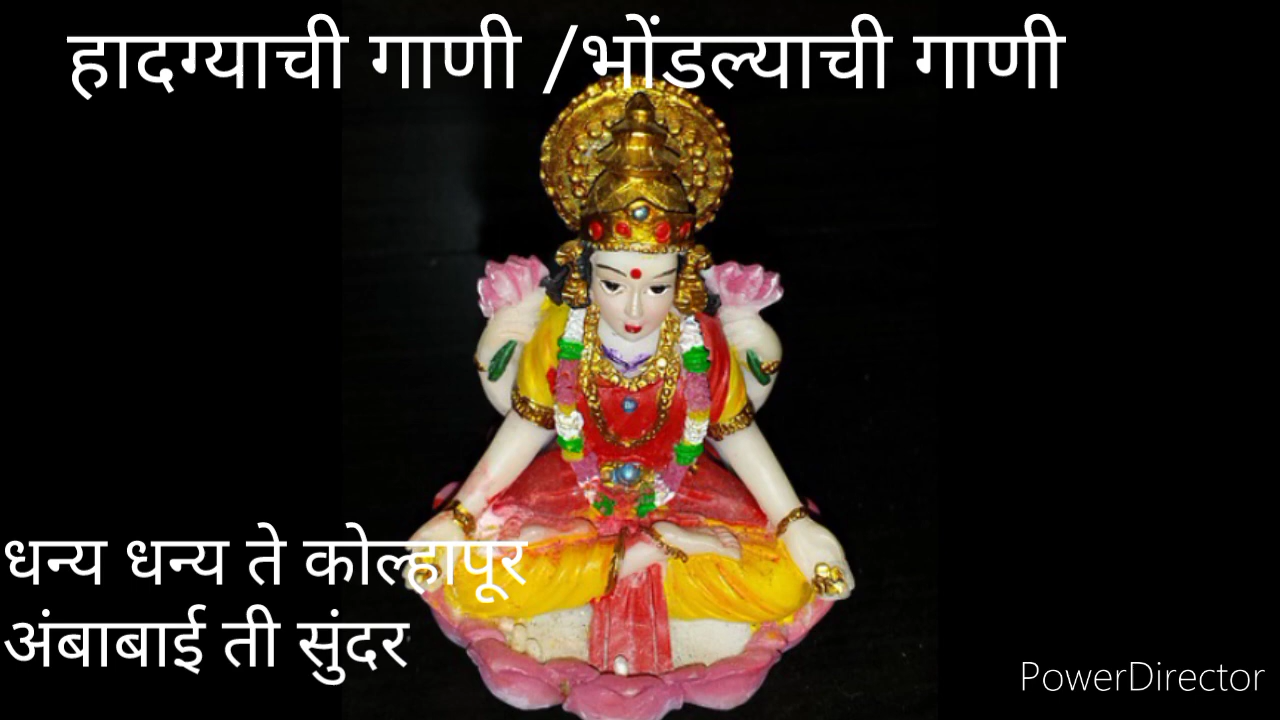 हादग्याची गाणी /भोंडल्याची गाणी
धन्य धन्य ते कोल्हापूर
अंबाबाई ती सुंदर
PowerDirector